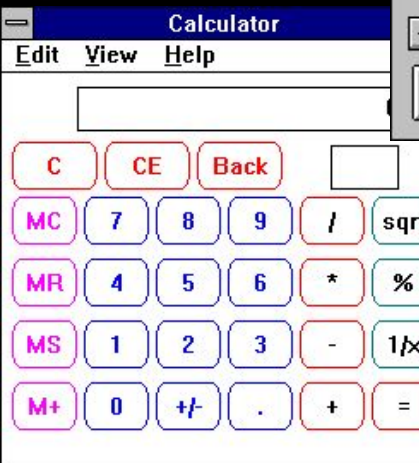 Calculator
Edit View Help
C CE Back
MC 7 8 9 / sqr
MR 4 5 6 * %
MS 1 2 3 - 1/x
M+ 0 +/- . + =